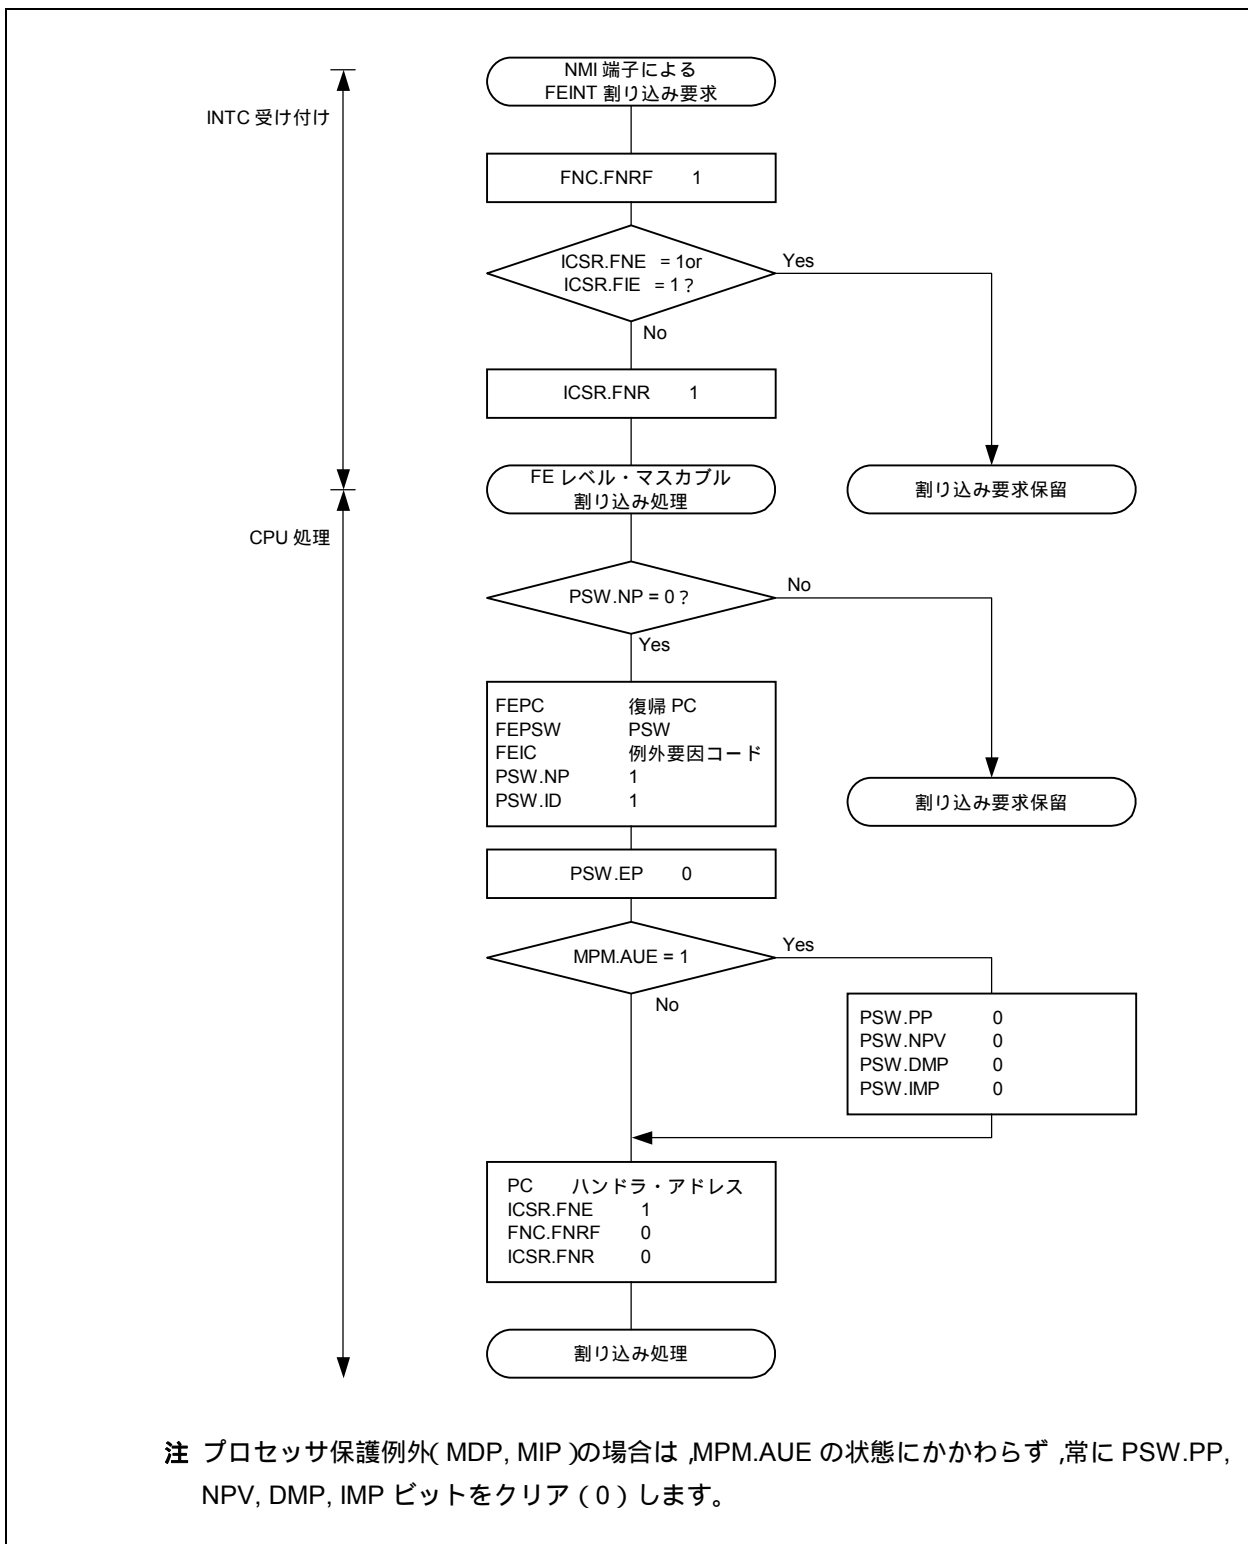 NMI 端子による
FEINT 割り込み要求
INTC 受け付け
FNC.FNRF 1
ICSR.FNE = 1or
ICSR.FIE = 1？
Yes
No
ICSR.FNR 1
FE レベル・マスカブル
割り込み処理
割り込み要求保留
CPU 処理
PSW.NP = 0？
No
Yes
FEPC 復帰 PC
FEPSW PSW
FEIC 例外要因コード
PSW.NP 1
PSW.ID 1
割り込み要求保留
PSW.EP 0
MPM.AUE = 1
Yes
No
PSW.PP 0
PSW.NPV 0
PSW.DMP 0
PSW.IMP 0
PC ハンドラ・アドレス
ICSR.FNE 1
FNC.FNRF 0
ICSR.FNR 0
割り込み処理
注 プロセッサ保護例外( MDP, MIP )の場合は ,MPM.AUE の状態にかかわらず ,常に PSW.PP,
NPV, DMP, IMP ビットをクリア ( 0 ) します。